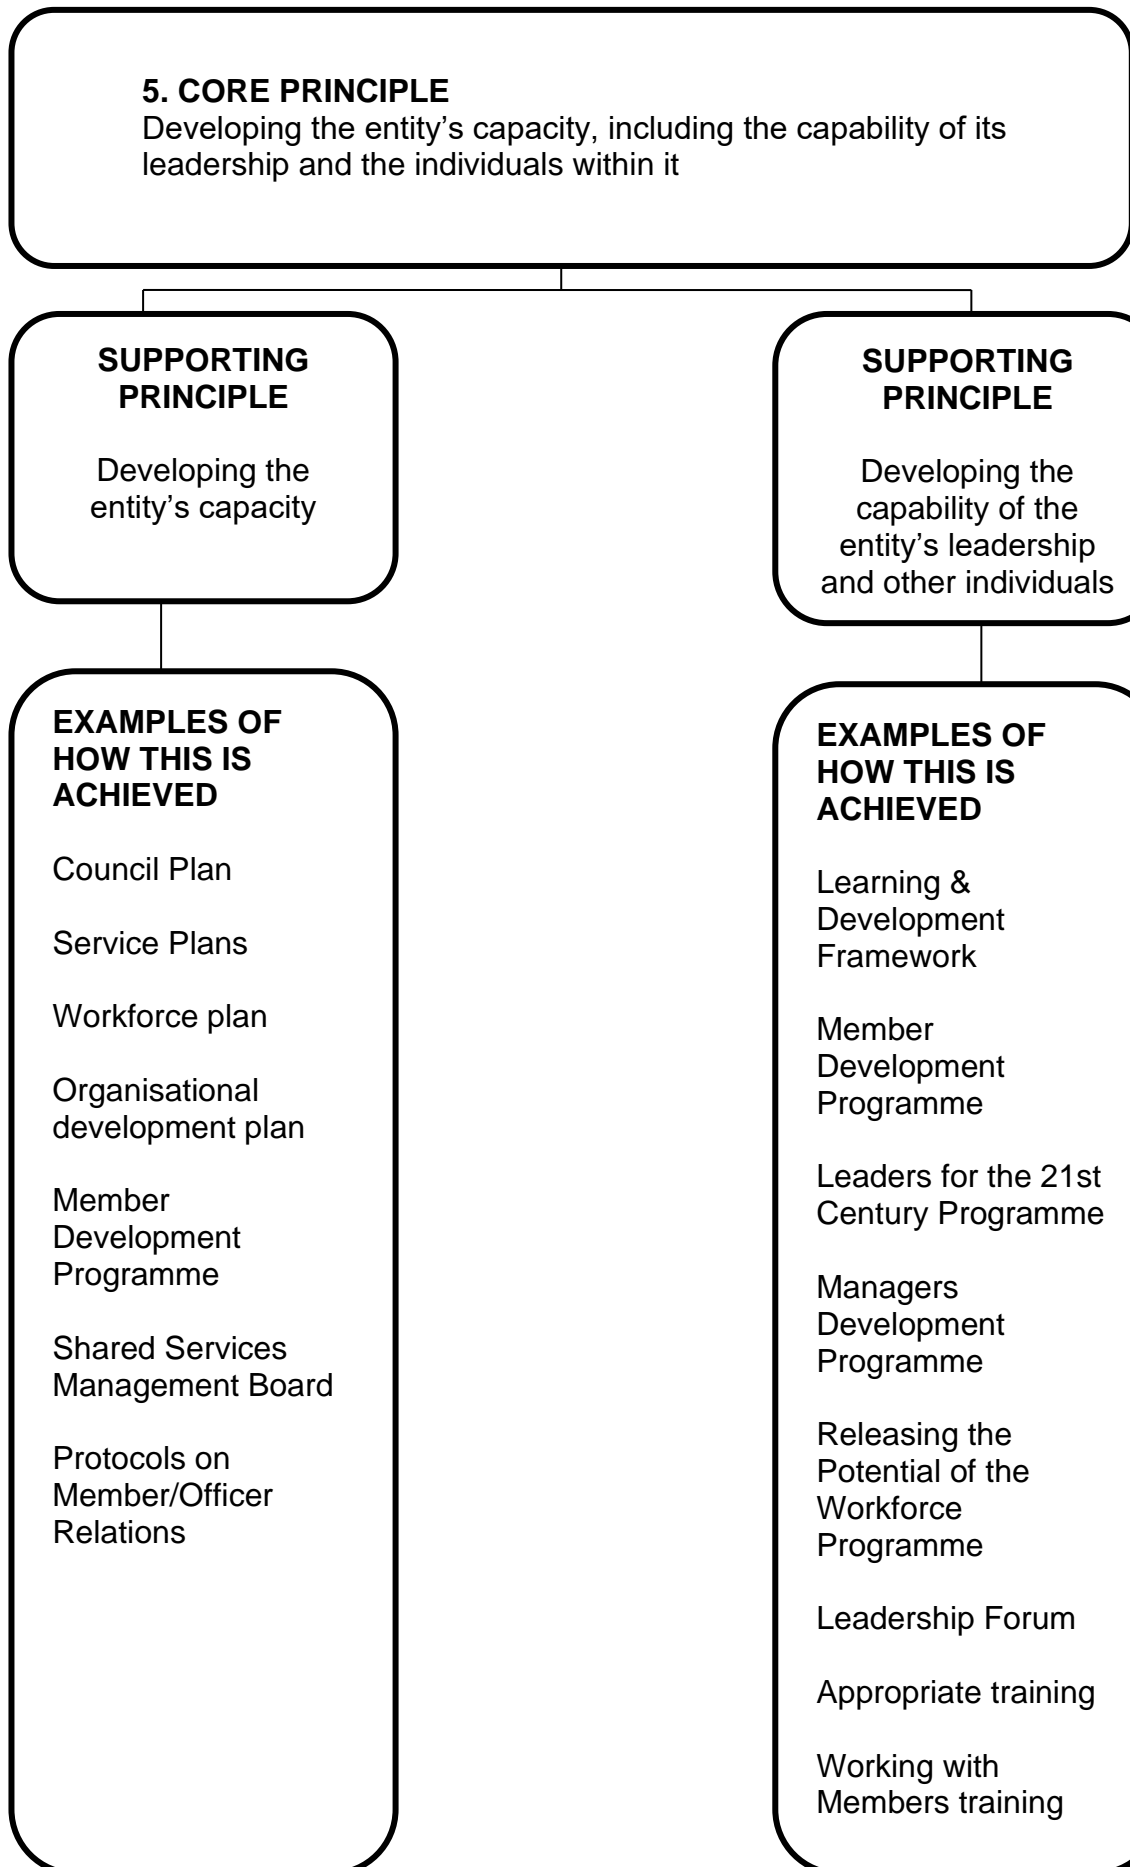 5. CORE PRINCIPLE
Developing the entity’s capacity, including the capability of its
leadership and the individuals within it
SUPPORTING
PRINCIPLE
Developing the
entity’s capacity
SUPPORTING
PRINCIPLE
Developing the
capability of the
entity’s leadership
and other individuals
EXAMPLES OF
HOW THIS IS
ACHIEVED
Council Plan
Service Plans
Workforce plan
Organisational
development plan
Member
Development
Programme
Shared Services
Management Board
Protocols on
Member/Officer
Relations
EXAMPLES OF
HOW THIS IS
ACHIEVED
Learning &
Development
Framework
Member
Development
Programme
Leaders for the 21st
Century Programme
Managers
Development
Programme
Releasing the
Potential of the
Workforce
Programme
Leadership Forum
Appropriate training
Working with
Members training